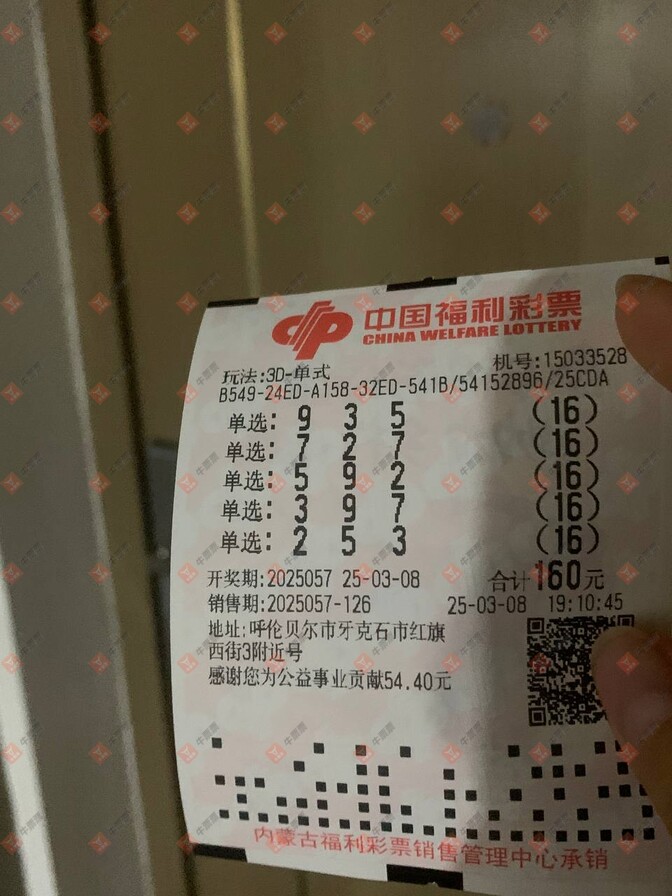 中国福利彩票
CHINA WELFARE LOTTERY
玩法:3D-单式 机号:15033528
B549-24ED-A158-32ED-541B/54152896/25CDA
单选: 9 3 5 (16)
单选: 7 2 7 (16)
单选: 5 9 2 (16)
单选: 3 9 7 (16)
单选: 2 5 3 (16)
开奖期:2025057 25-03-08 合计160元
销售期:2025057-126 25-03-08 19:10:45
地址:呼伦贝尔市牙克石市红旗
西街3附近号
感谢您为公益事业贡献54.40元
内蒙古福利彩票销售管理中心承销